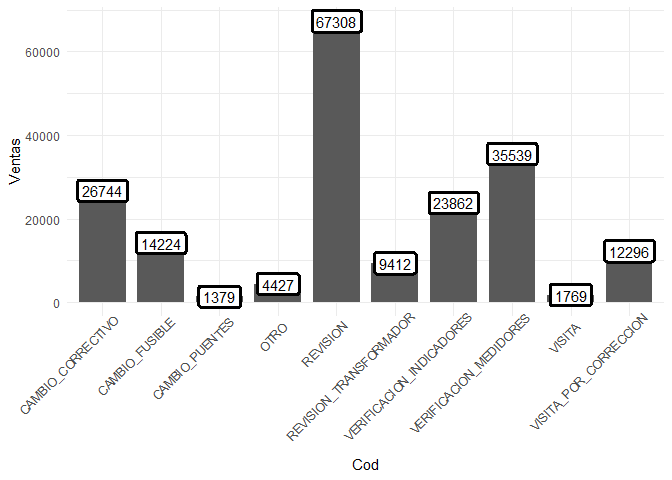 67308
60000
40000
35539
26744
23862
20000
14224
12296
9412
4427
1379
1769
0
Ventas
CAMBIO_CORRECTIVO
CAMBIO_FUSIBLE
CAMBIO_PUENTES
OTRO
REVISION
REVISION_TRANSFORMADOR
VERIFICACION_INDICADORES
VERIFICACION_MEDIDORES
VISITA
VISITA_POR_CORRECCION
Cod